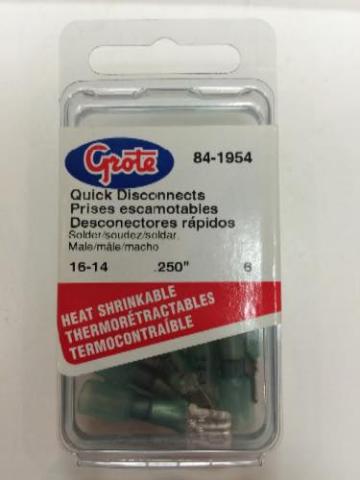 Grote
84-1954
Quick Disconnects
Prises escamotables
Desconectores rápidos
Solder/soudez/soldar.
Male/mâle/macho
16-14 .250" 6
HEAT SHRINKABLE
THERMORÉTRACTABLES
TERMOCONTRAÍBLE